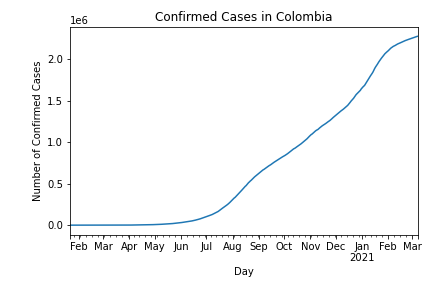 Confirmed Cases in Colombia
1e6
2.0
1.5
1.0
0.5
0.0
Number of Confirmed Cases
Feb Mar Apr May Jun Jul Aug Sep Oct Nov Dec Jan Feb Mar
2021
Day